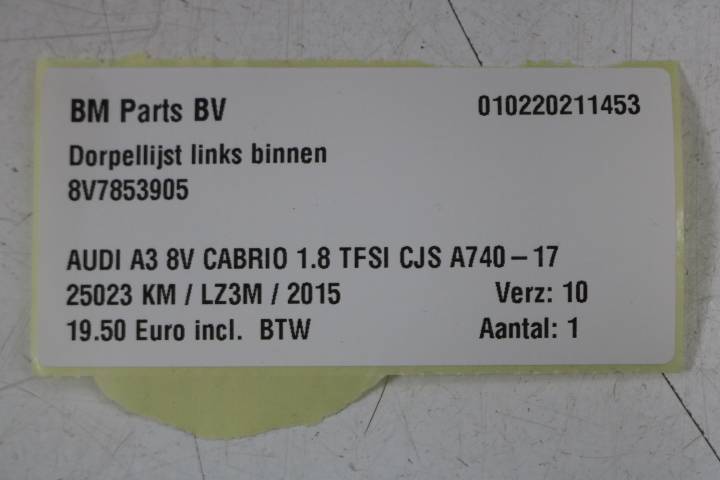 BM Parts BV 010220211453
Dorpellijst links binnen
8V7853905
AUDI A3 8V CABRIO 1.8 TFSI CJS A740-17
25023 KM / LZ3M / 2015 Verz: 10
19.50 Euro incl. BTW Aantal: 1